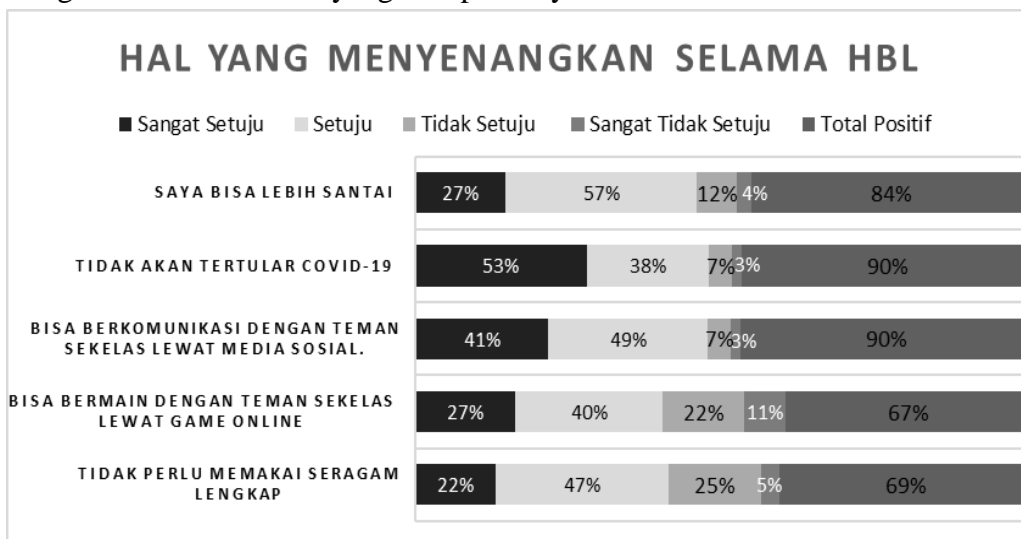 HAL YANG MENYENANGKAN SELAMA HBL
Sangat Setuju Setuju Tidak Setuju Sangat Tidak Setuju Total Positif
SAYA BISA LEBIH SANTAI 27% 57% 12% 4% 84%
TIDAK AKAN TERTULAR COVID-19 53% 38% 7% 3% 90%
BISA BERKOMUNIKASI DENGAN TEMAN
SEKELAS LEWAT MEDIA SOSIAL. 41% 49% 7% 3% 90%
BISA BERMAIN DENGAN TEMAN SEKELAS
LEWAT GAME ONLINE 27% 40% 22% 11% 67%
TIDAK PERLU MEMAKAI SERAGAM
LENGKAP 22% 47% 25% 5% 69%